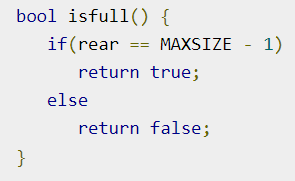 bool isfull() {
if(rear == MAXSIZE - 1)
return true;
else
return false;
}